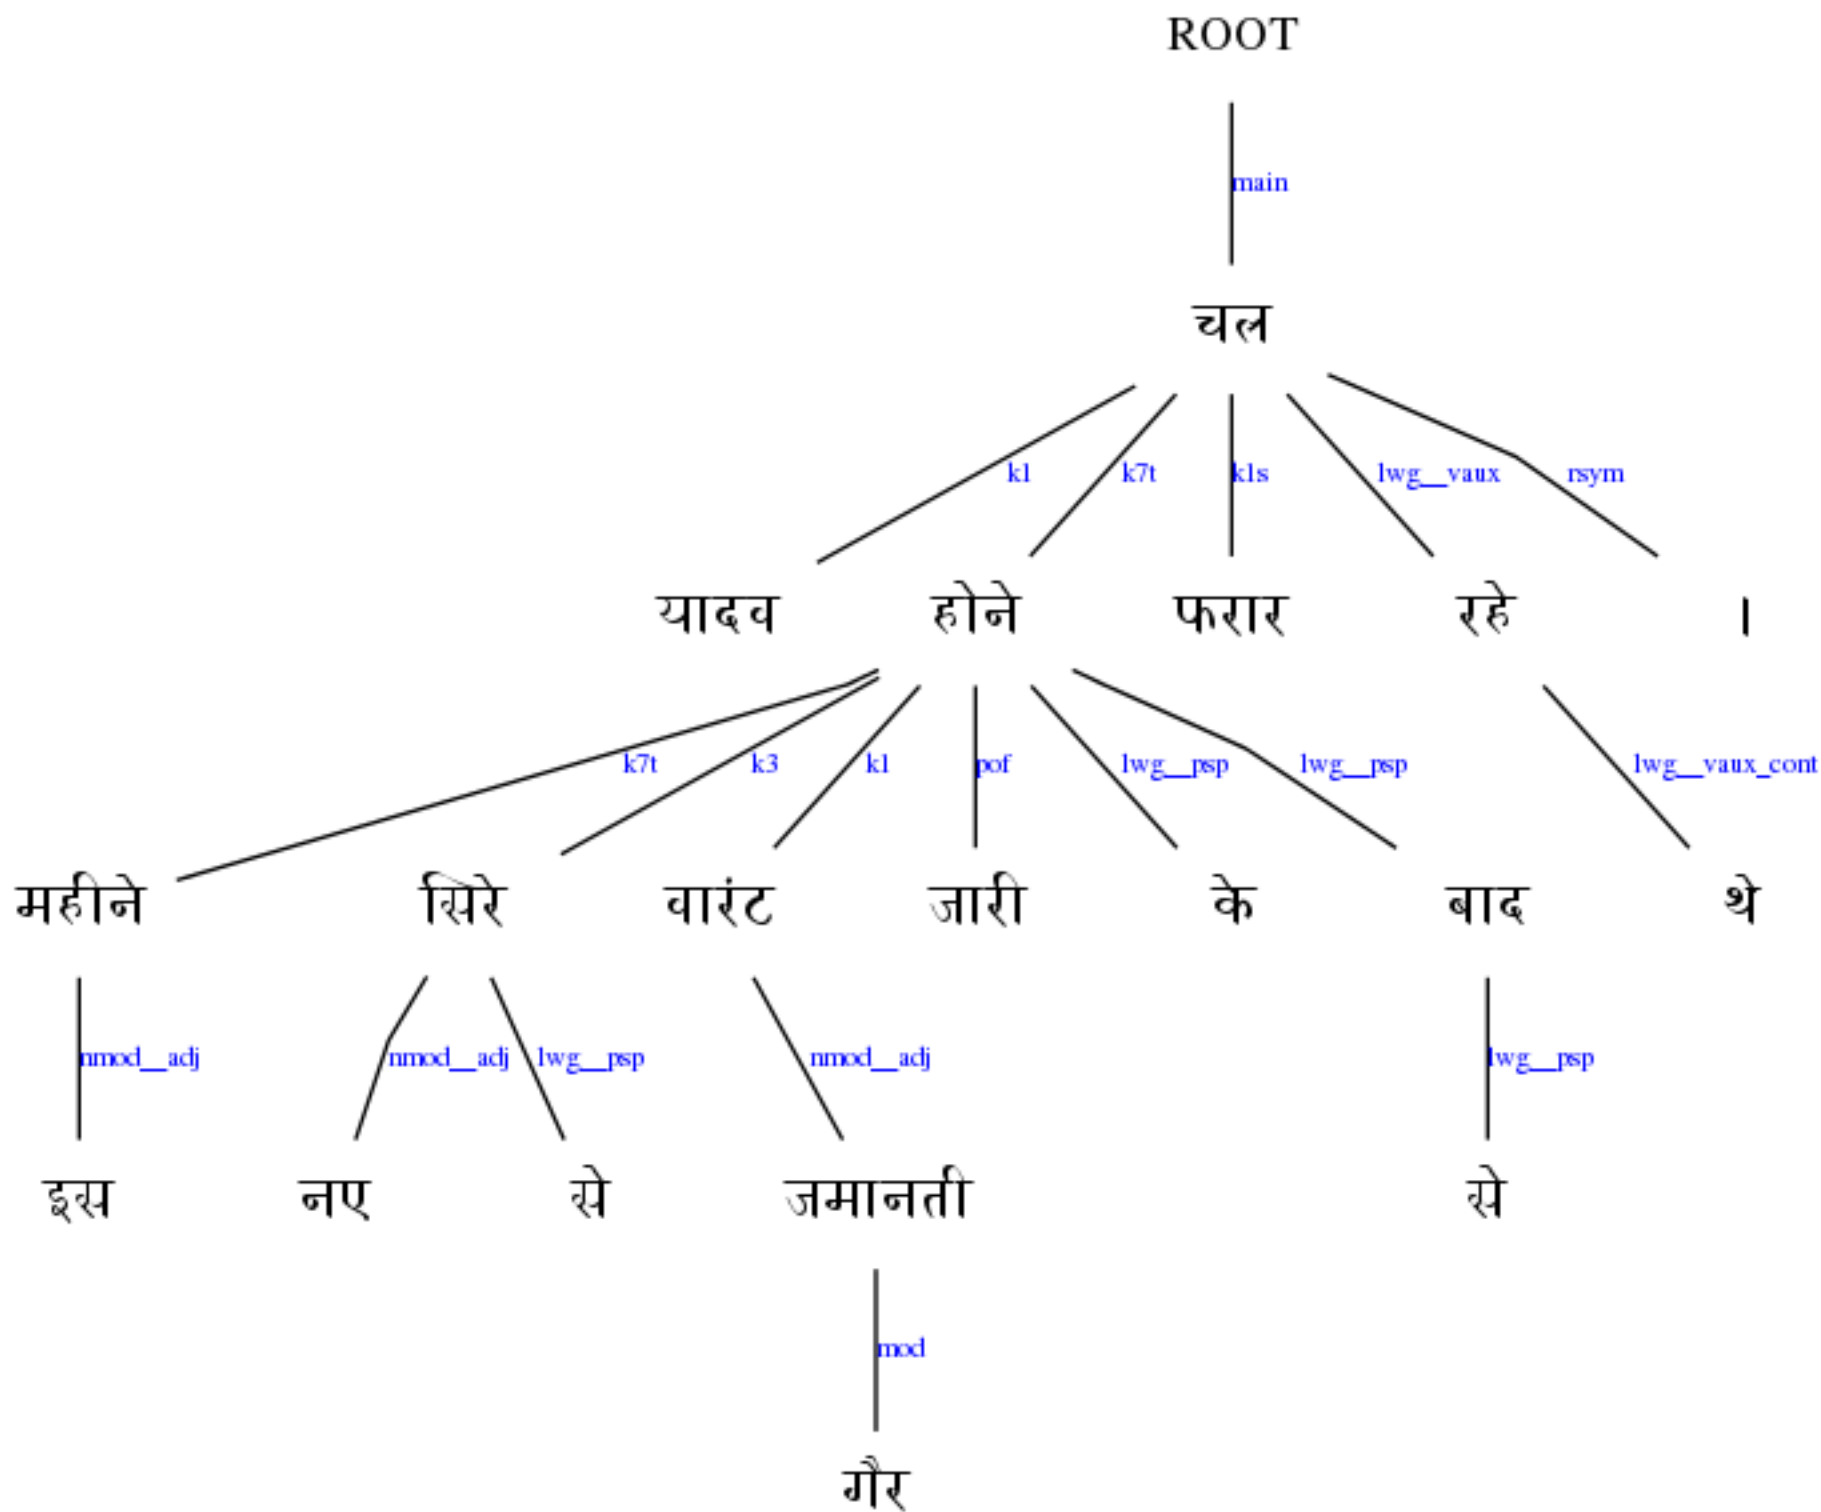 ROOT
main
चल
k1 k7t k1s lwg__vaux rsym
यादव होने फरार रहे ।
k7t k3 k1 pof lwg__psp lwg__psp lwg__vaux_cont
महीने सिरे वारंट जारी के बाद थे
nmod__adj nmod__adj lwg__psp nmod__adj lwg__psp
इस नए से जमानती से
mod
गैर